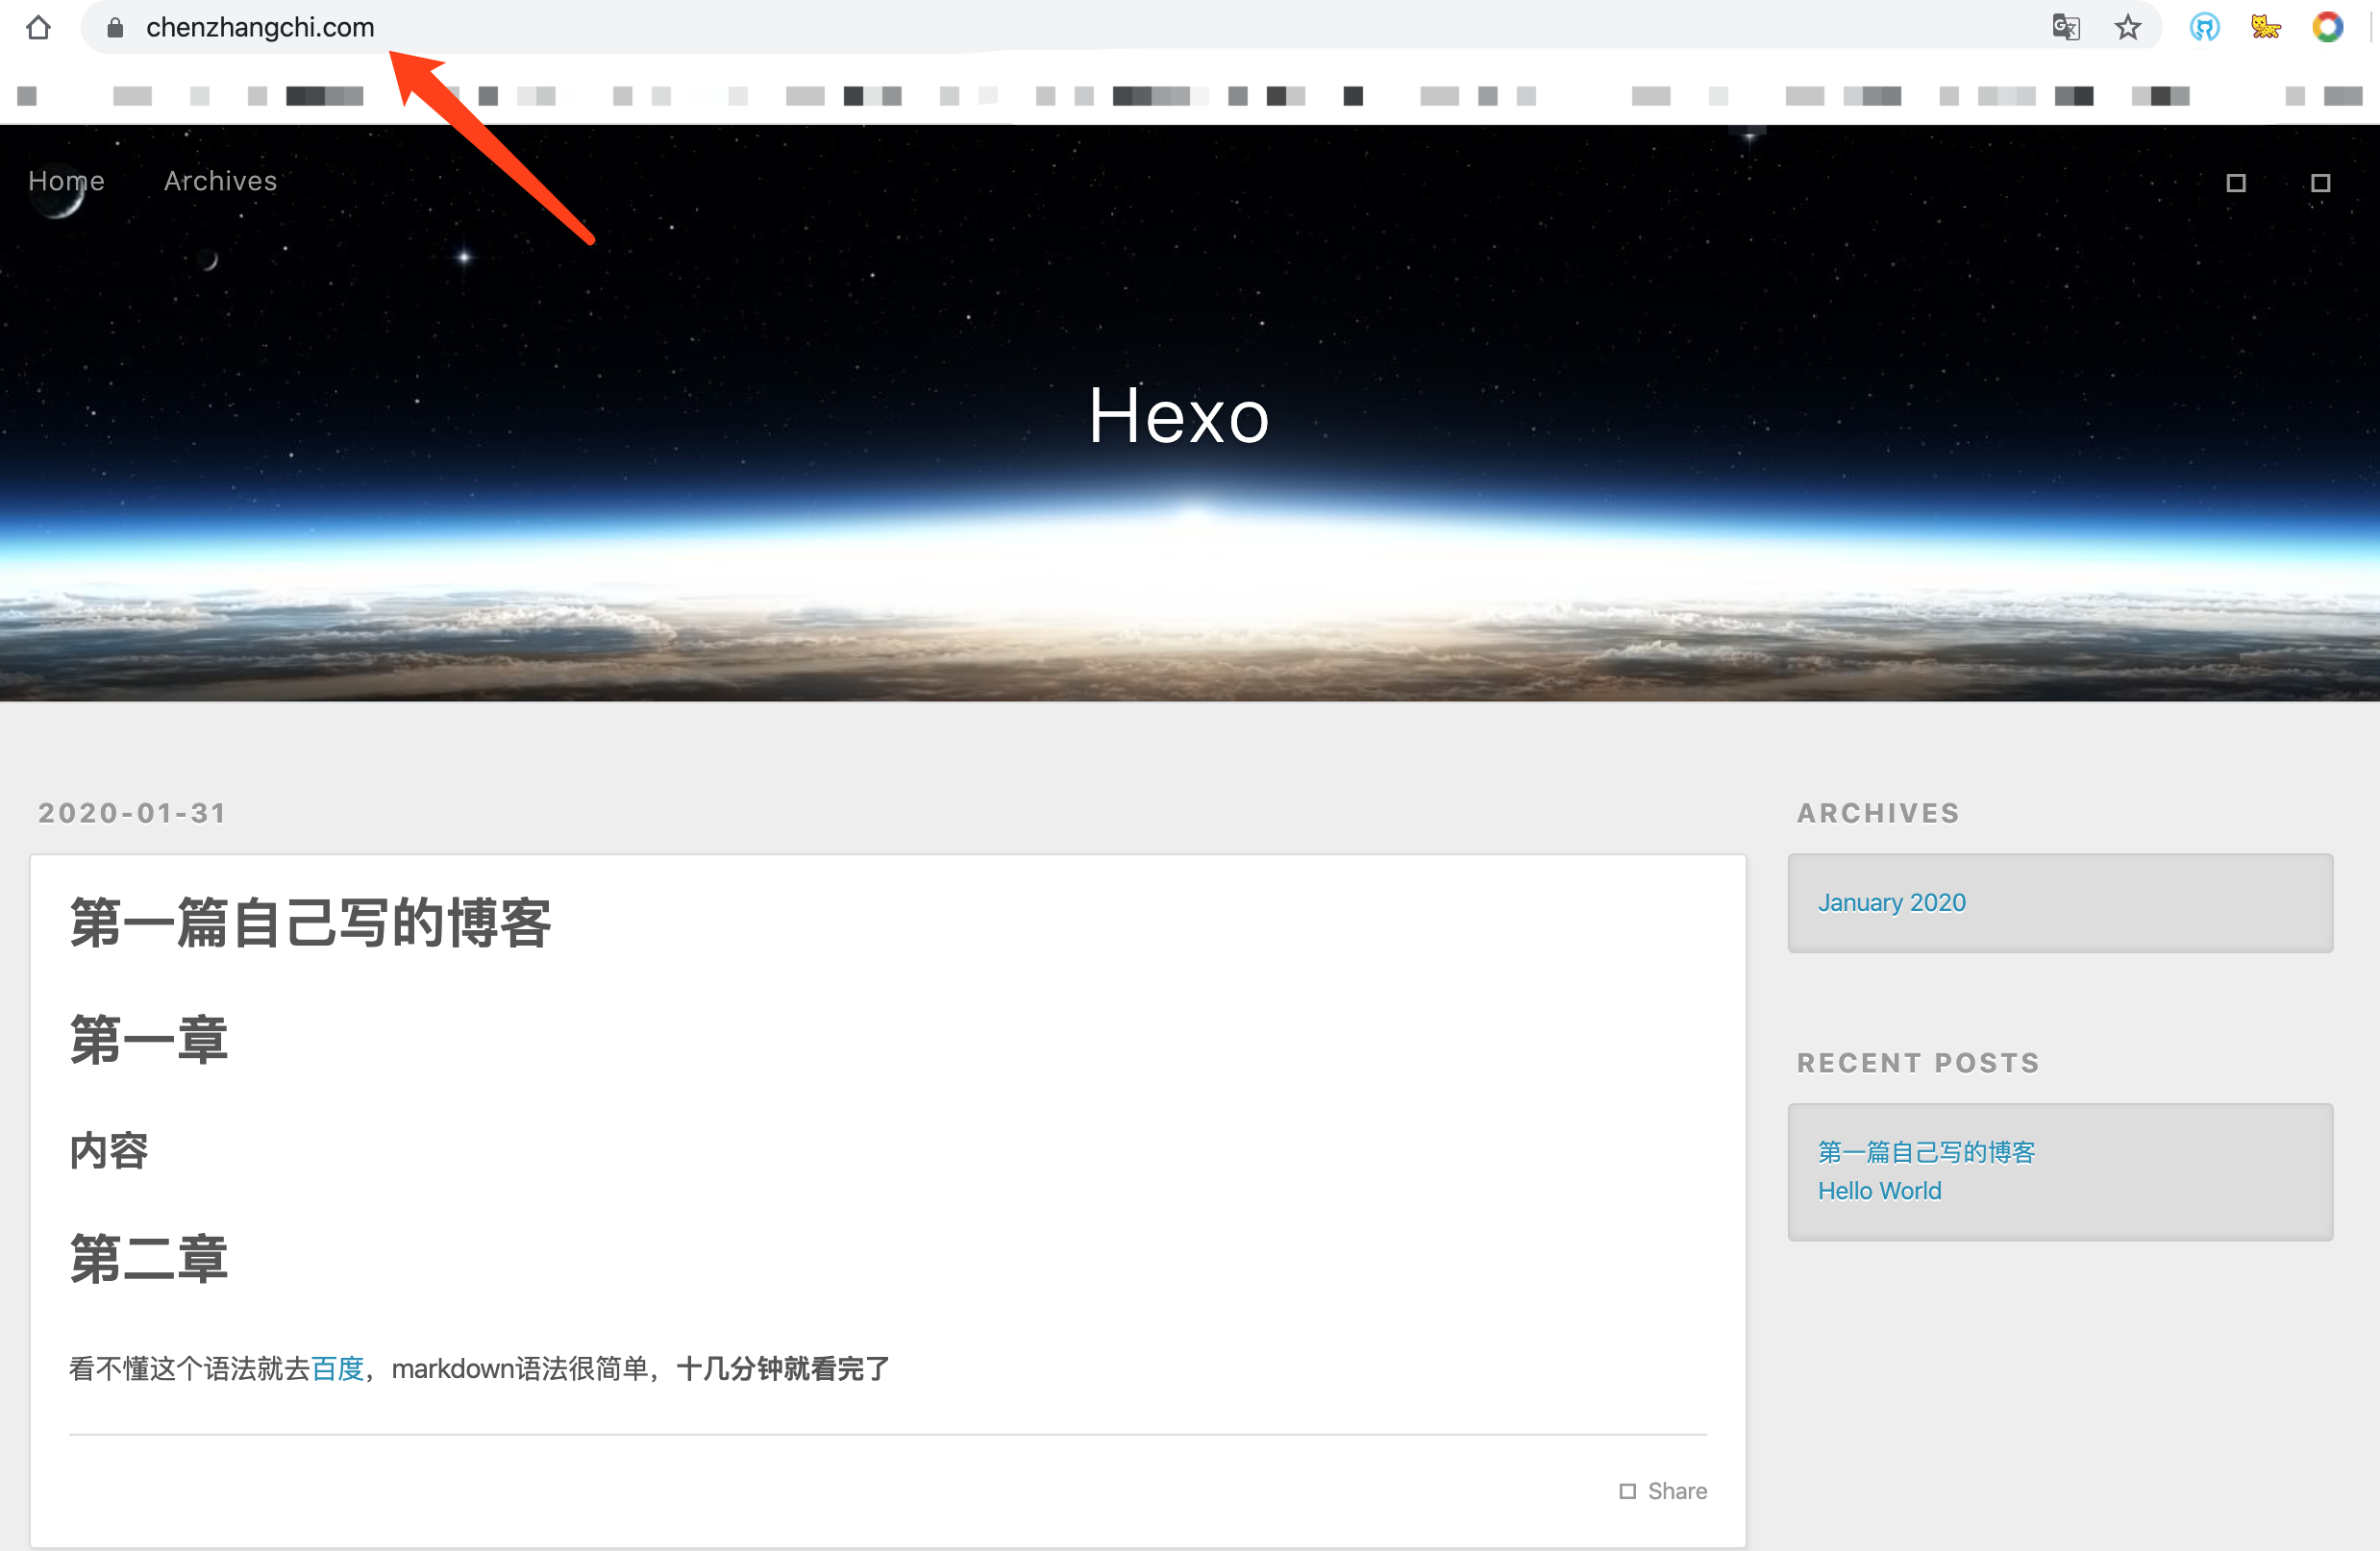 chenzhangchi.com
Home Archives
Hexo
2020-01-31
第一篇自己写的博客
第一章
内容
第二章
看不懂这个语法就去百度，markdown语法很简单，十几分钟就看完了
Share
ARCHIVES
January 2020
RECENT POSTS
第一篇自己写的博客
Hello World